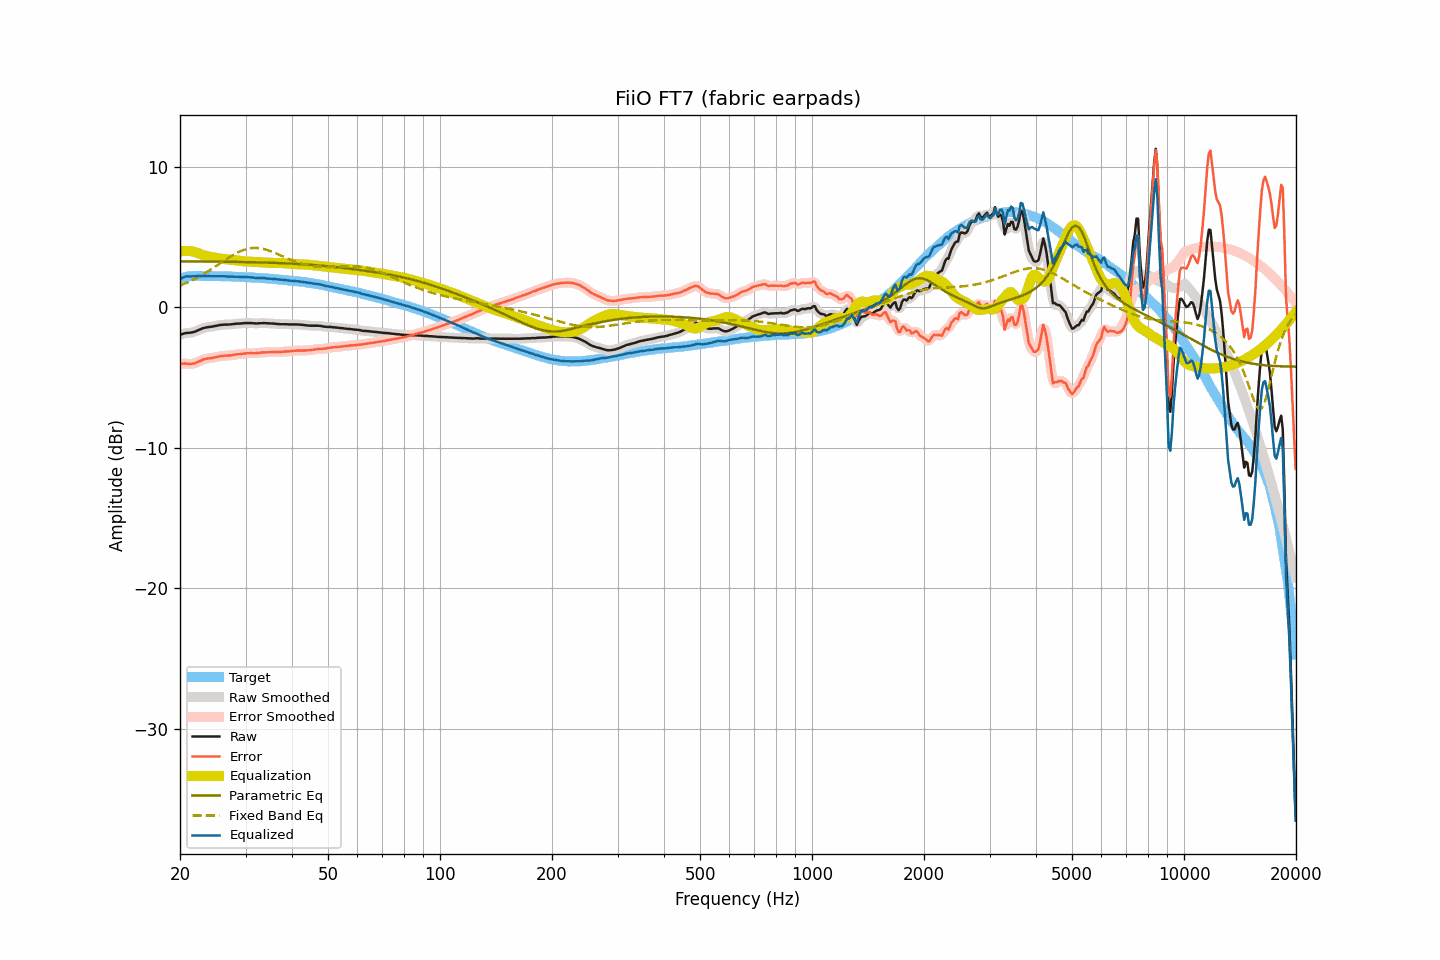 FiiO FT7 (fabric earpads)
10
0
−10
−20
−30
Amplitude (dBr)
Target
Raw Smoothed
Error Smoothed
Raw
Error
Equalization
Parametric Eq
Fixed Band Eq
Equalized
20 50 100 200 500 1000 2000 5000 10000 20000
Frequency (Hz)